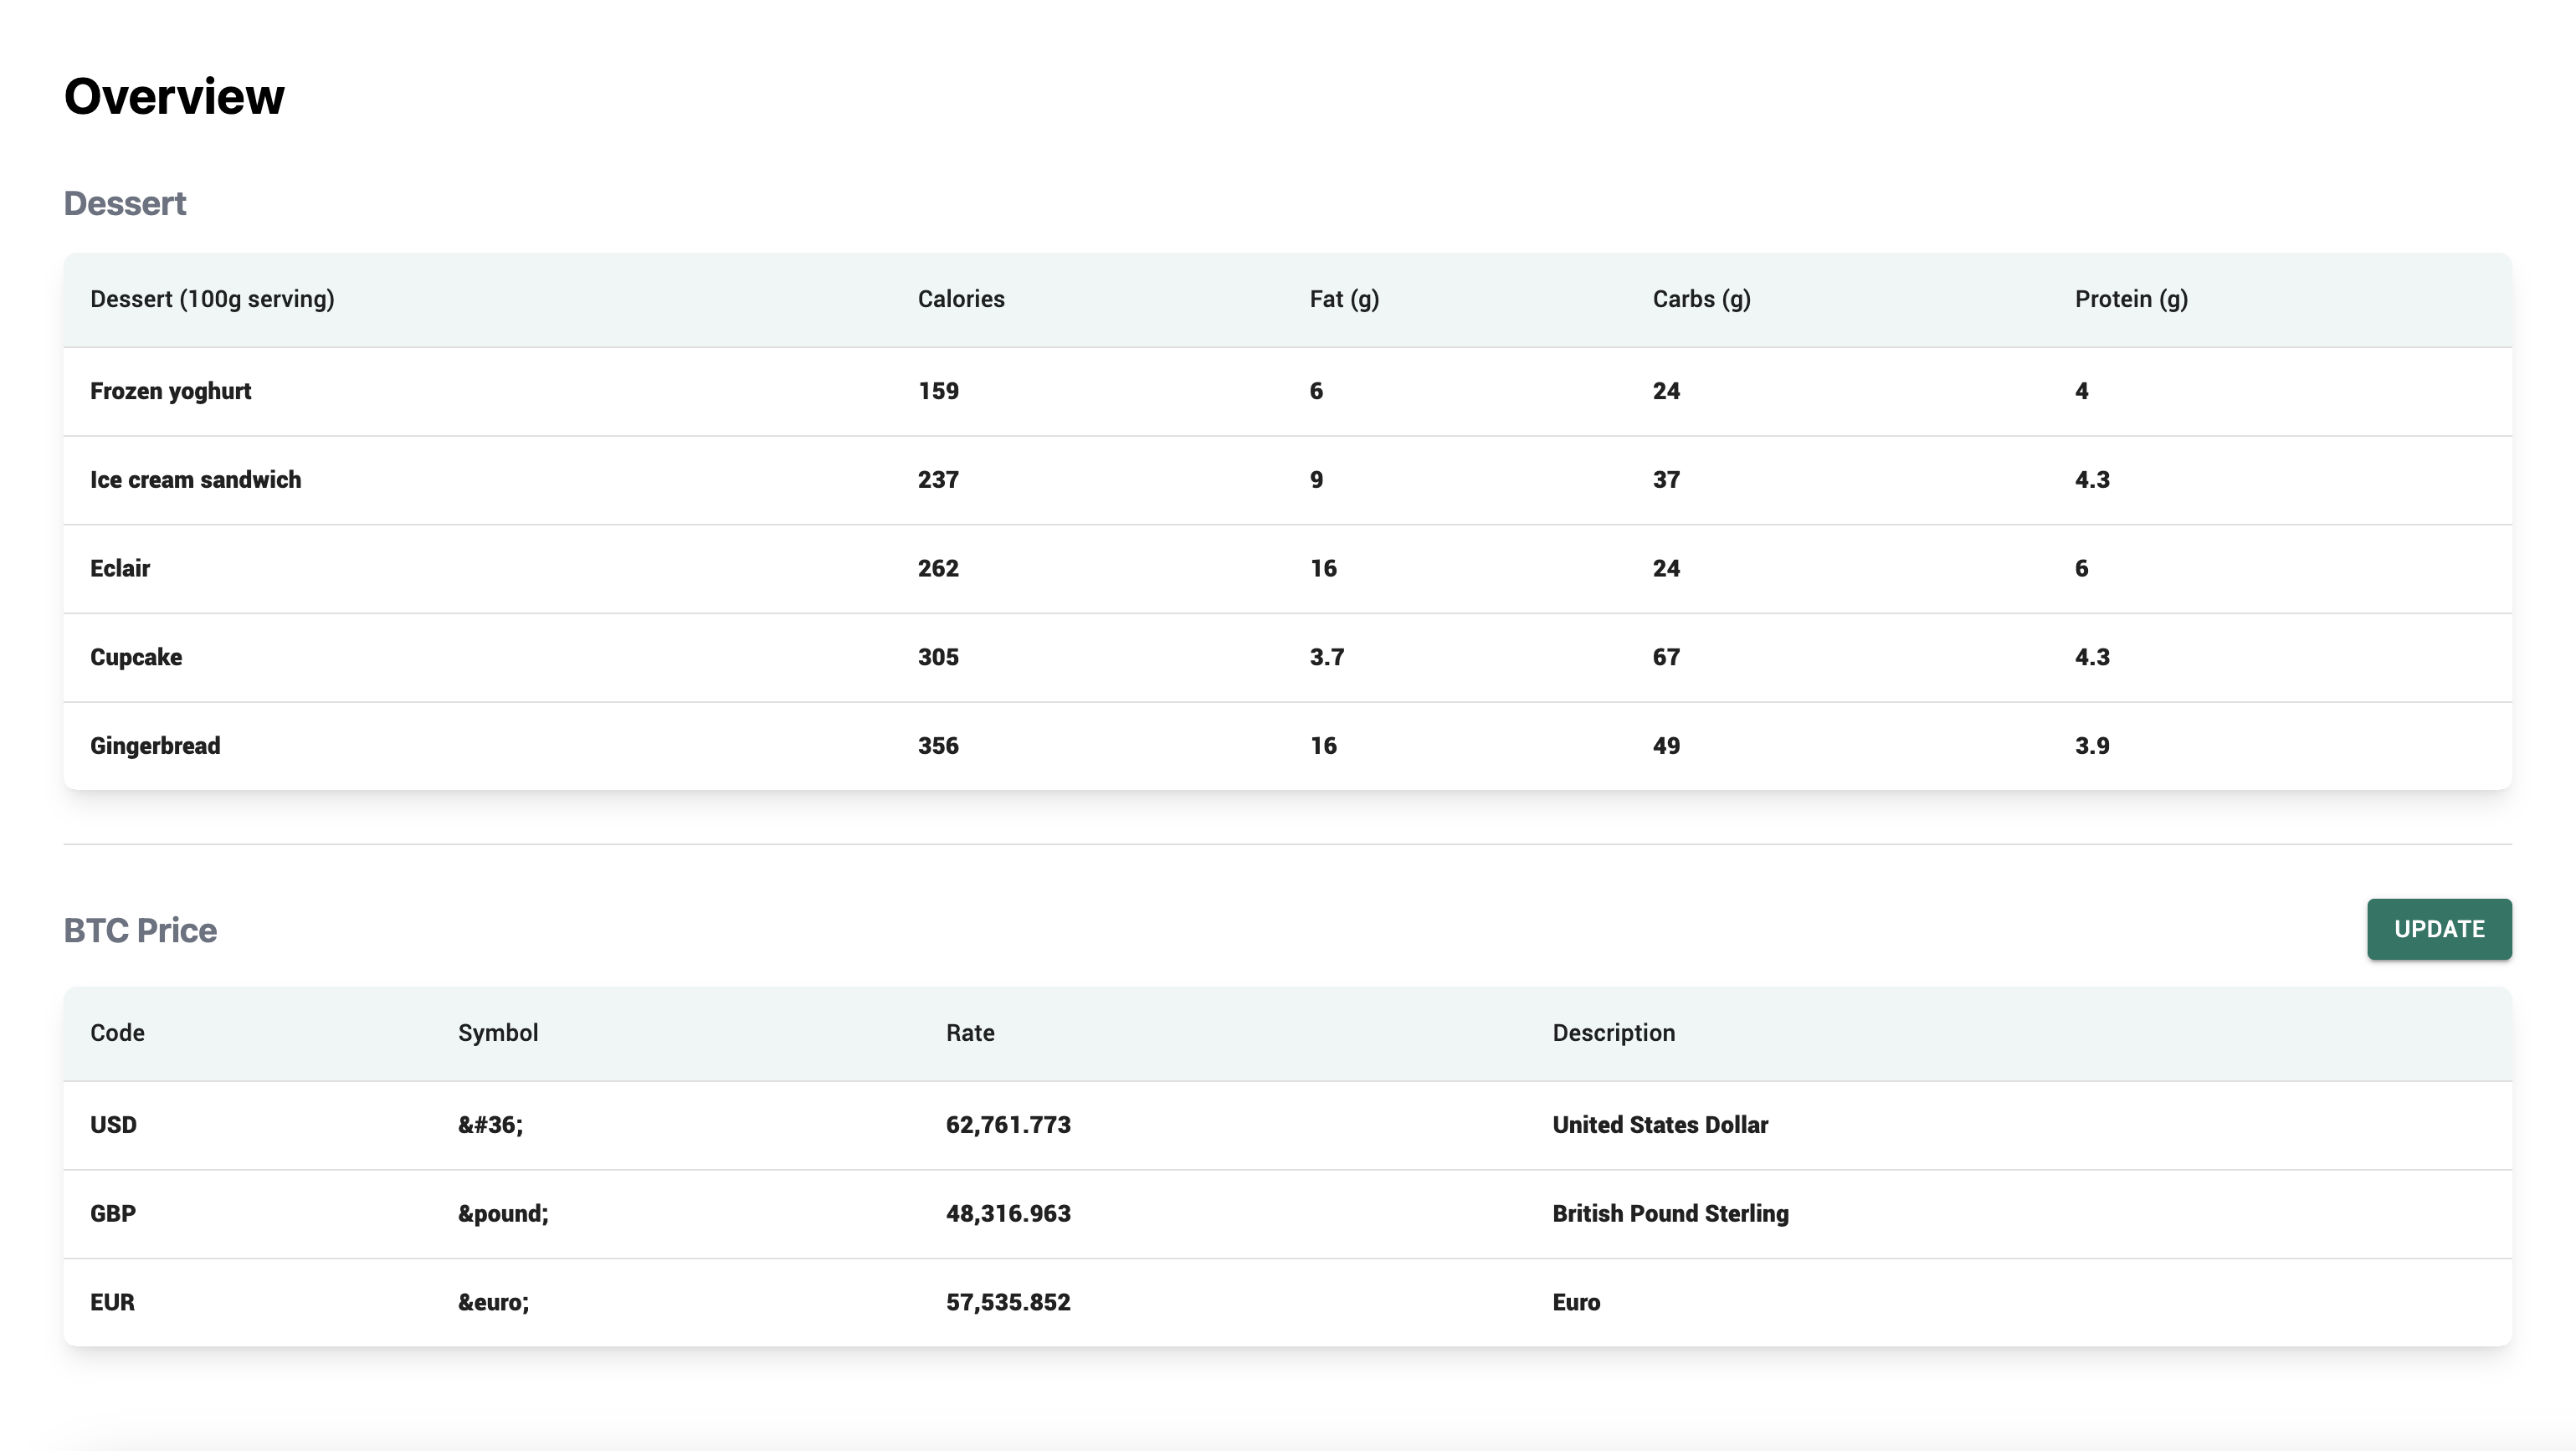 Overview
Dessert
Dessert (100g serving) Calories Fat (g) Carbs (g) Protein (g)
Frozen yoghurt 159 6 24 4
Ice cream sandwich 237 9 37 4.3
Eclair 262 16 24 6
Cupcake 305 3.7 67 4.3
Gingerbread 356 16 49 3.9
BTC Price UPDATE
Code Symbol Rate Description
USD &#36; 62,761.773 United States Dollar
GBP &pound; 48,316.963 British Pound Sterling
EUR &euro; 57,535.852 Euro